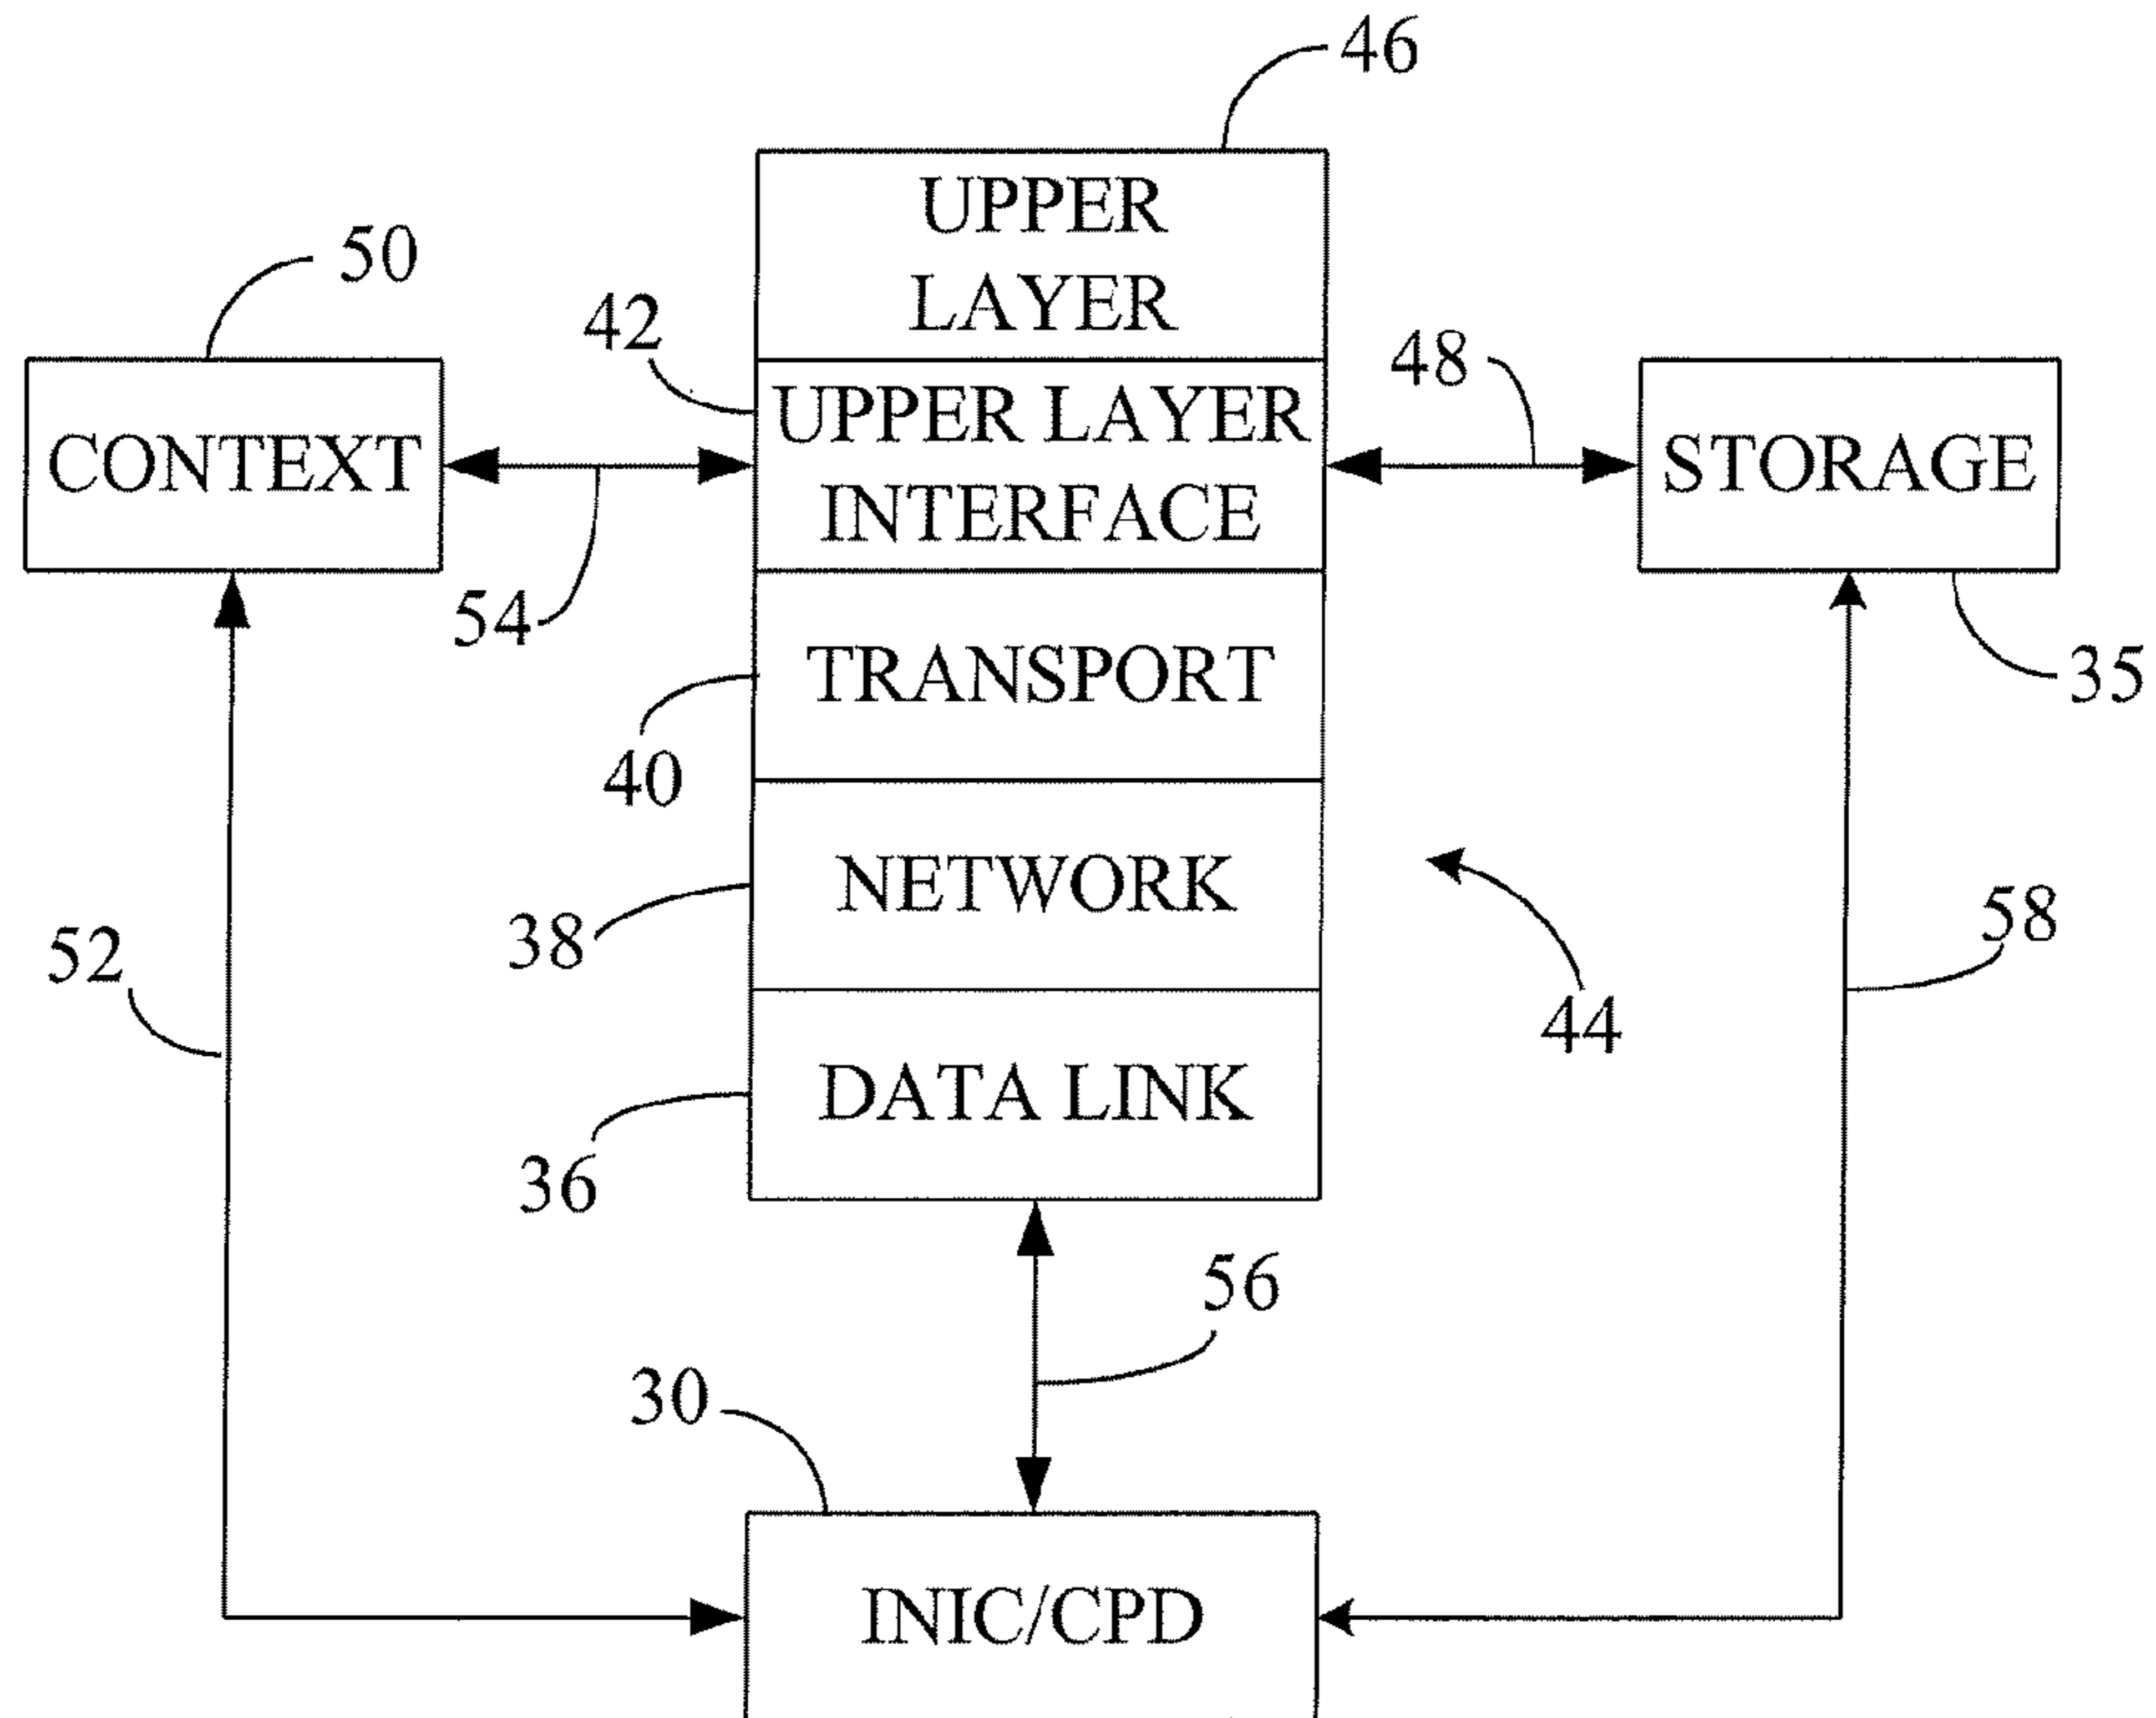 46
UPPER
LAYER
50
42
48
CONTEXT
UPPER LAYER
INTERFACE
STORAGE
54
TRANSPORT
35
40
NETWORK
38
52
58
44
DATA LINK
36
56
30
INIC/CPD